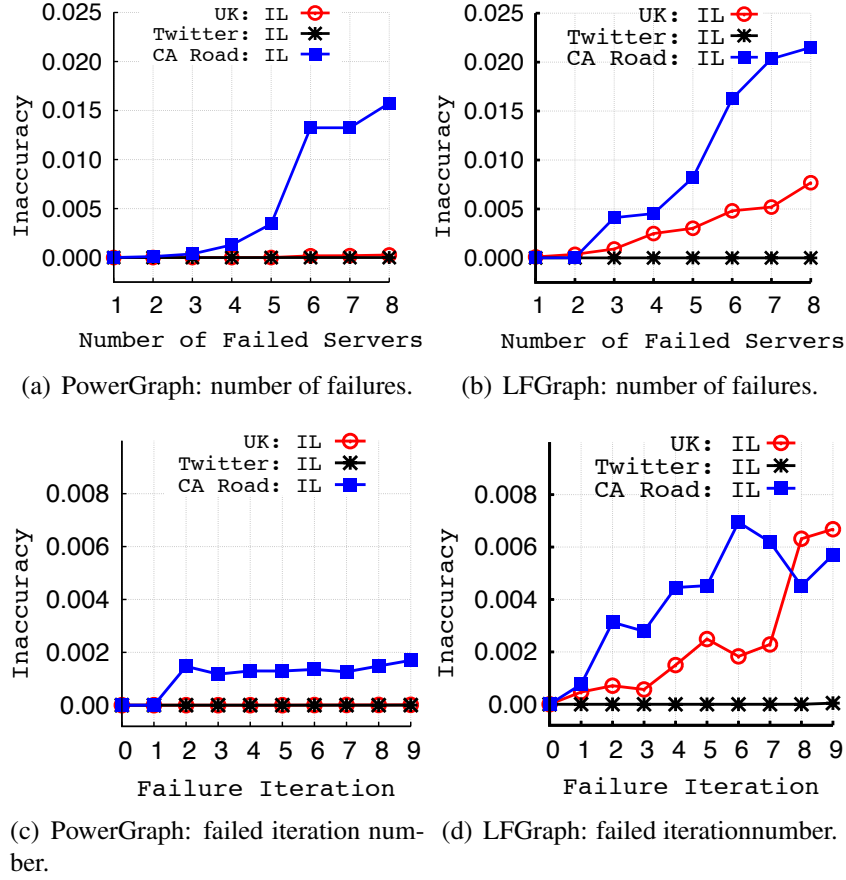 UK: IL
Twitter: IL
CA Road: IL
0.025
0.020
0.015
0.010
0.005
0.000
Inaccuracy
1 2 3 4 5 6 7 8
Number of Failed Servers
(a) PowerGraph: number of failures.
UK: IL
Twitter: IL
CA Road: IL
0.025
0.020
0.015
0.010
0.005
0.000
Inaccuracy
1 2 3 4 5 6 7 8
Number of Failed Servers
(b) LFGraph: number of failures.
UK: IL
Twitter: IL
CA Road: IL
0.008
0.006
0.004
0.002
0.00
Inaccuracy
0 1 2 3 4 5 6 7 8 9
Failure Iteration
(c) PowerGraph: failed iteration num-
ber.
UK: IL
Twitter: IL
CA Road: IL
0.008
0.006
0.004
0.002
0.00
Inaccuracy
0 1 2 3 4 5 6 7 8 9
Failure Iteration
(d) LFGraph: failed iterationnumber.